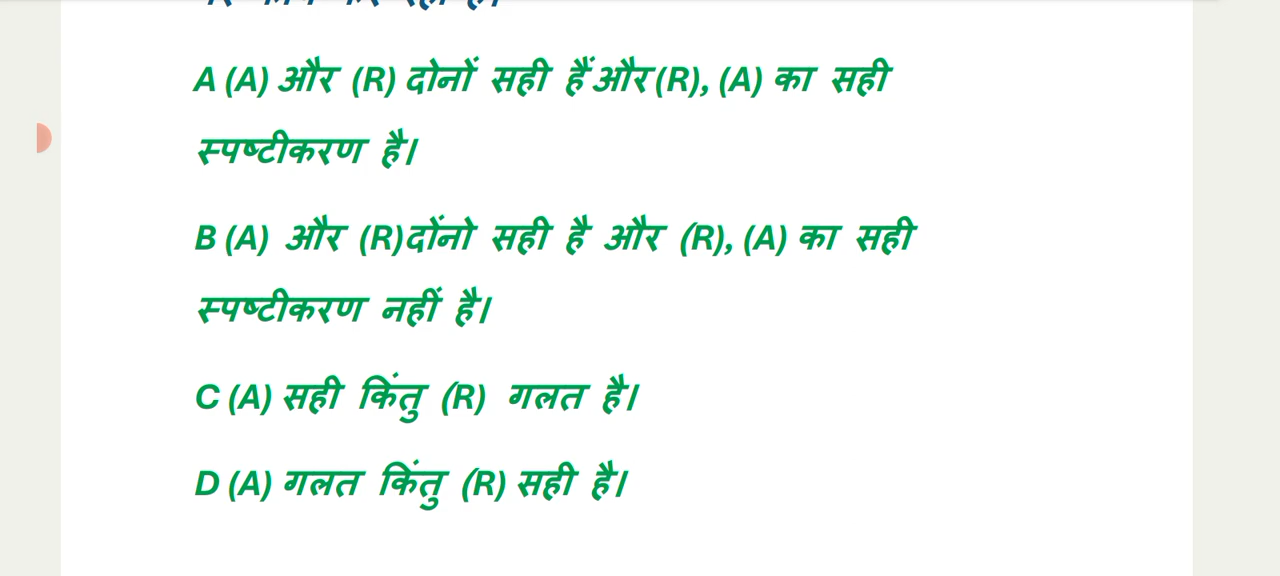 A (A) और (R) दोनों सही हैं और (R), (A) का सही
स्पष्टीकरण है।
B (A) और (R)दोंनो सही है और (R), (A) का सही
स्पष्टीकरण नहीं है।
C (A) सही किंतु (R) गलत है।
D (A) गलत किंतु (R) सही है।